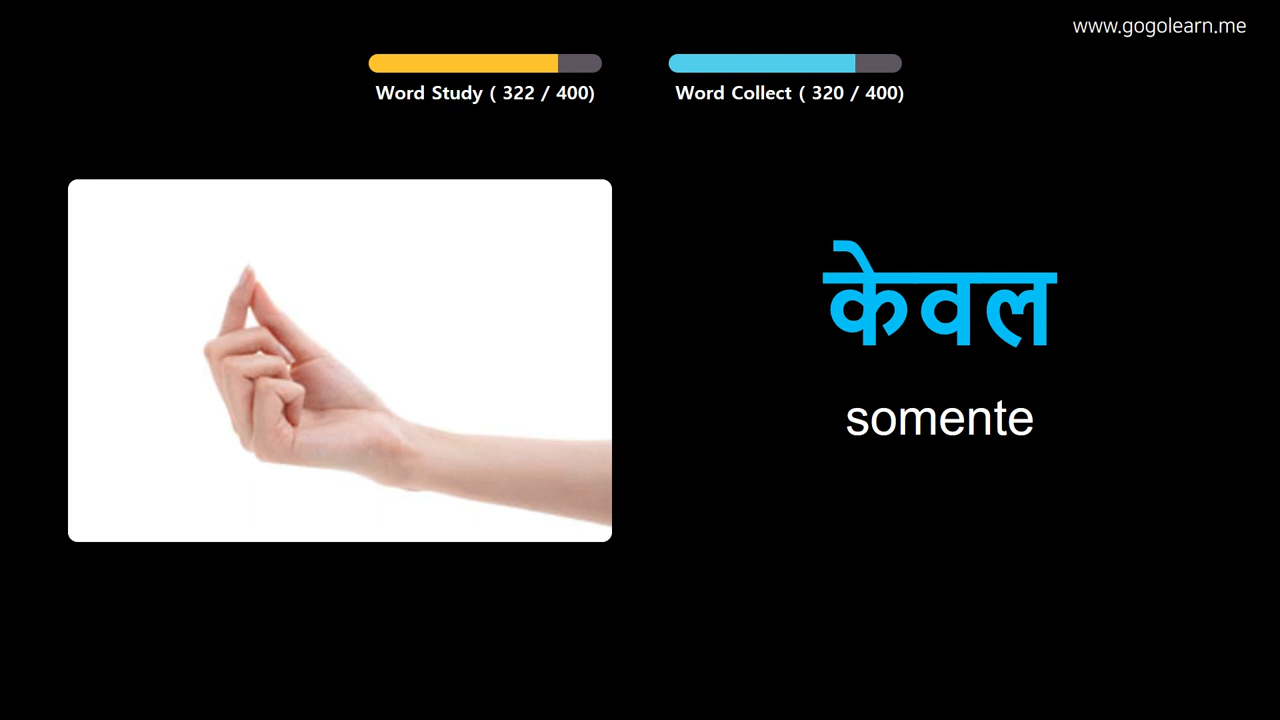 www.gogolearn.me
Word Study ( 322 / 400)
Word Collect ( 320 / 400)
केवल
somente